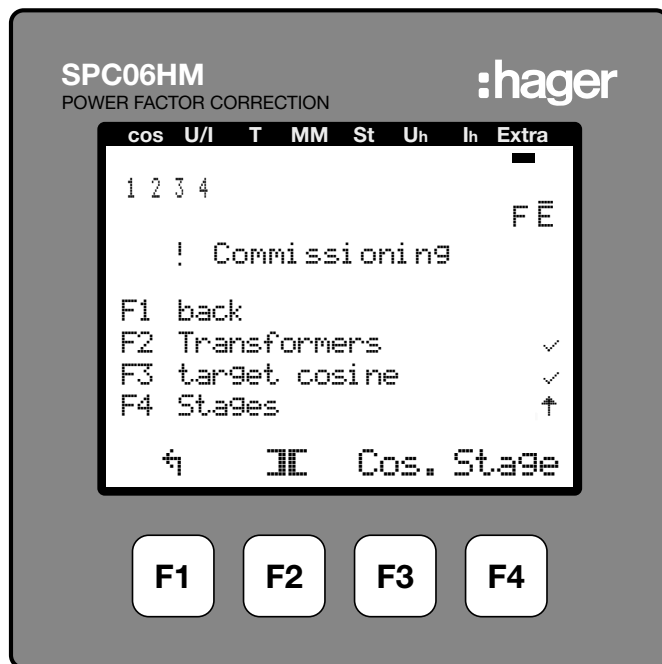 SPC06HM
:hager
POWER FACTOR CORRECTION
cos U/I T MM St Uh Ih Extra
1 2 3 4
F Ē
! Commissioning
F1 back
F2 Transformers ✓
F3 target cosine ✓
F4 Stages ↑
Cos. Stage
F1 F2 F3 F4